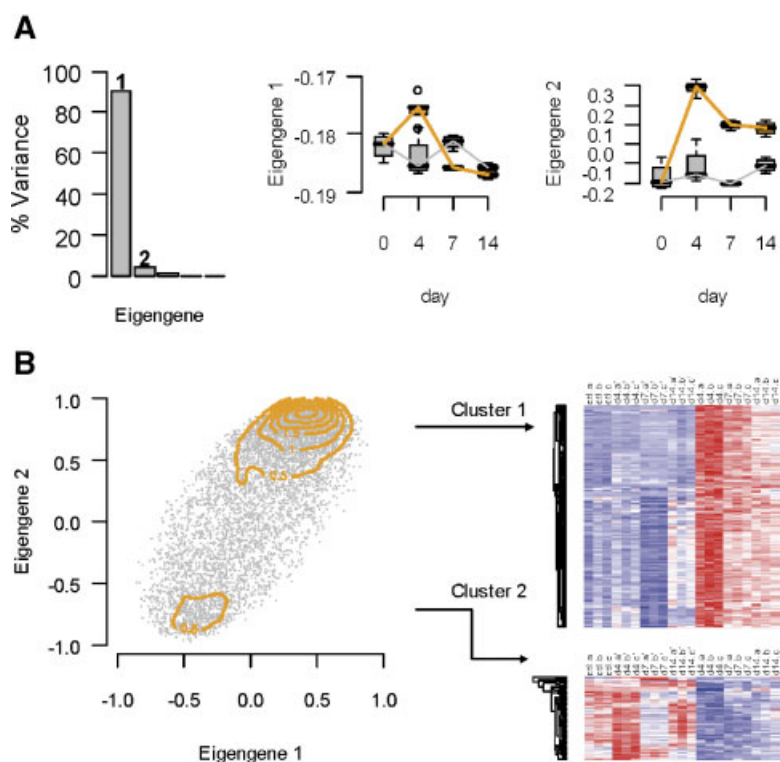 A
100
80
60
40
20
0
% Variance
1
2
Eigengene
-0.17
-0.18
-0.19
Eigengene 1
0 4 7 14
day
0.3
0.2
0.1
0.0
-0.1
-0.2
Eigengene 2
0 4 7 14
day
B
1.0
0.5
0.0
-0.5
-1.0
Eigengene 2
0.5
-1.0 -0.5 0.0 0.5 1.0
Eigengene 1
Cluster 1
Cluster 2